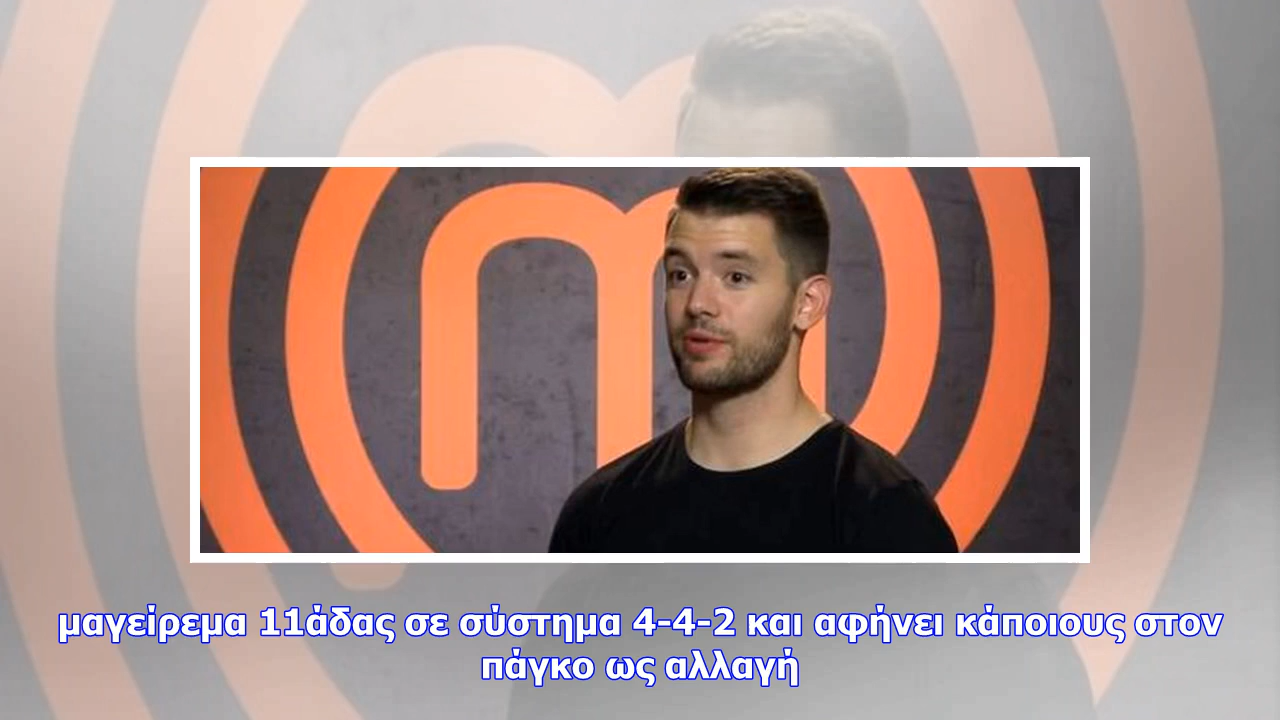 μαγείρεμα 11άδας σε σύστημα 4-4-2 και αφήνει κάποιους στον
πάγκο ως αλλαγή